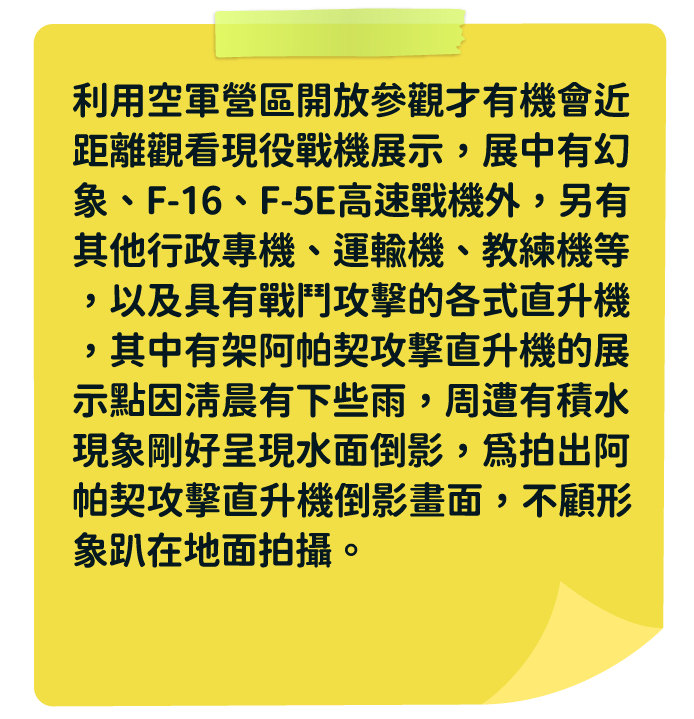 利用空軍營區開放參觀才有機會近
距離觀看現役戰機展示，展中有幻
象、F-16、F-5E高速戰機外，另有
其他行政專機、運輸機、教練機等
，以及具有戰鬥攻擊的各式直升機
，其中有架阿帕契攻擊直升機的展
示點因清晨有下些雨，周遭有積水
現象剛好呈現水面倒影，為拍出阿
帕契攻擊直升機倒影畫面，不顧形
象趴在地面拍攝。